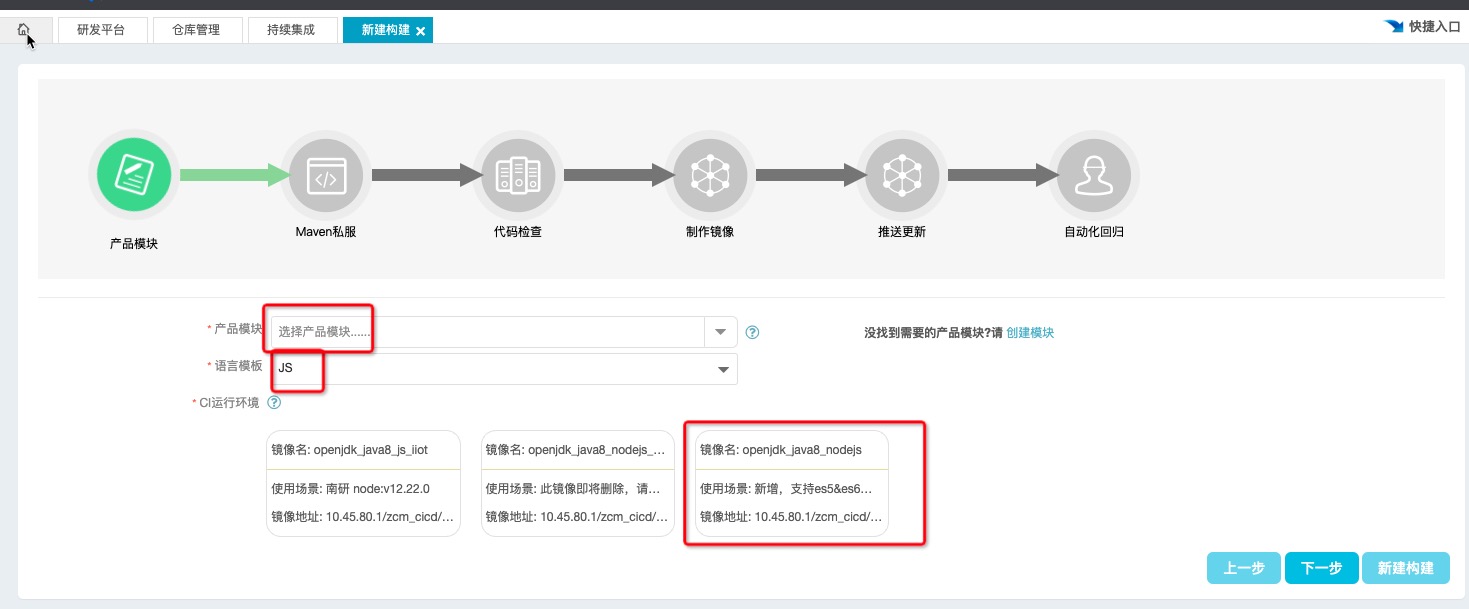 研发平台 仓库管理 持续集成 新建构建 × 快捷入口
产品模块 Maven私服 代码检查 制作镜像 推送更新 自动化回归
* 产品模块 选择产品模块...... ? 没找到需要的产品模块?请 创建模块
* 语言模板 JS
* CI运行环境 ?
镜像名: openjdk_java8_js_iiot 镜像名: openjdk_java8_nodejs_... 镜像名: openjdk_java8_nodejs
使用场景: 南研 node:v12.22.0 使用场景: 此镜像即将删除，请... 使用场景: 新增，支持es5&es6...
镜像地址: 10.45.80.1/zcm_cicd/... 镜像地址: 10.45.80.1/zcm_cicd/... 镜像地址: 10.45.80.1/zcm_cicd/...
上一步 下一步 新建构建